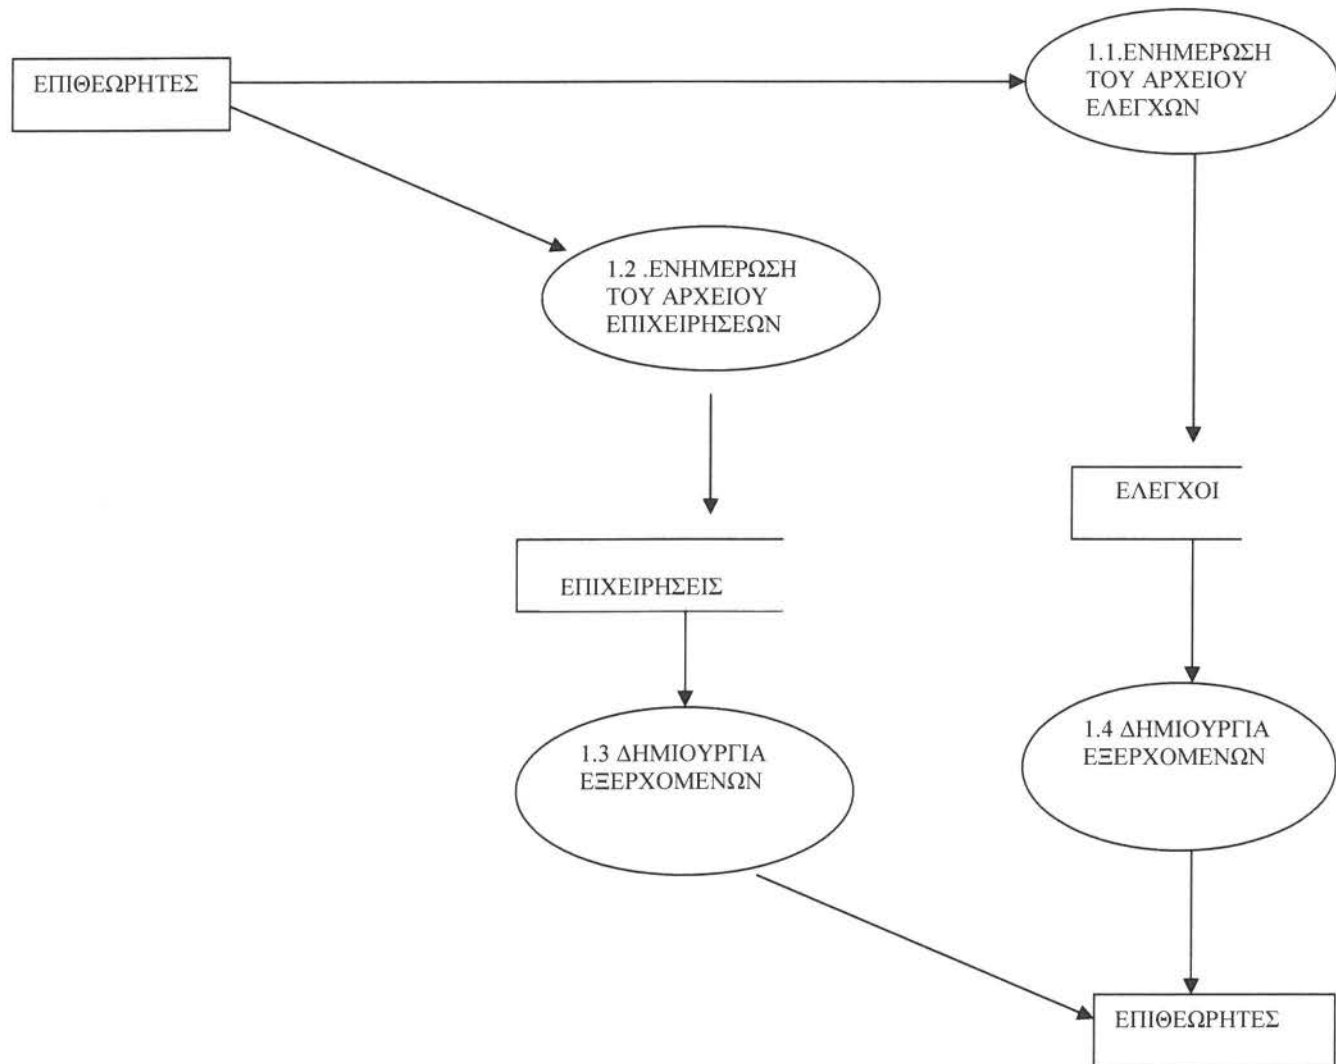 ΕΠΙΘΕΩΡΗΤΕΣ
1.1.ΕΝΗΜΕΡΩΣΗ
ΤΟΥ ΑΡΧΕΙΟΥ
ΕΛΕΓΧΩΝ
1.2 .ΕΝΗΜΕΡΩΣΗ
ΤΟΥ ΑΡΧΕΙΟΥ
ΕΠΙΧΕΙΡΗΣΕΩΝ
ΕΛΕΓΧΟΙ
ΕΠΙΧΕΙΡΗΣΕΙΣ
1.3 ΔΗΜΙΟΥΡΓΙΑ
ΕΞΕΡΧΟΜΕΝΩΝ
1.4 ΔΗΜΙΟΥΡΓΙΑ
ΕΞΕΡΧΟΜΕΝΩΝ
ΕΠΙΘΕΩΡΗΤΕΣ